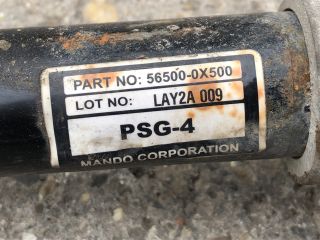 PART NO: 56500-0X500
LOT NO: LAY2A 009
PSG-4
MANDO CORPORATION